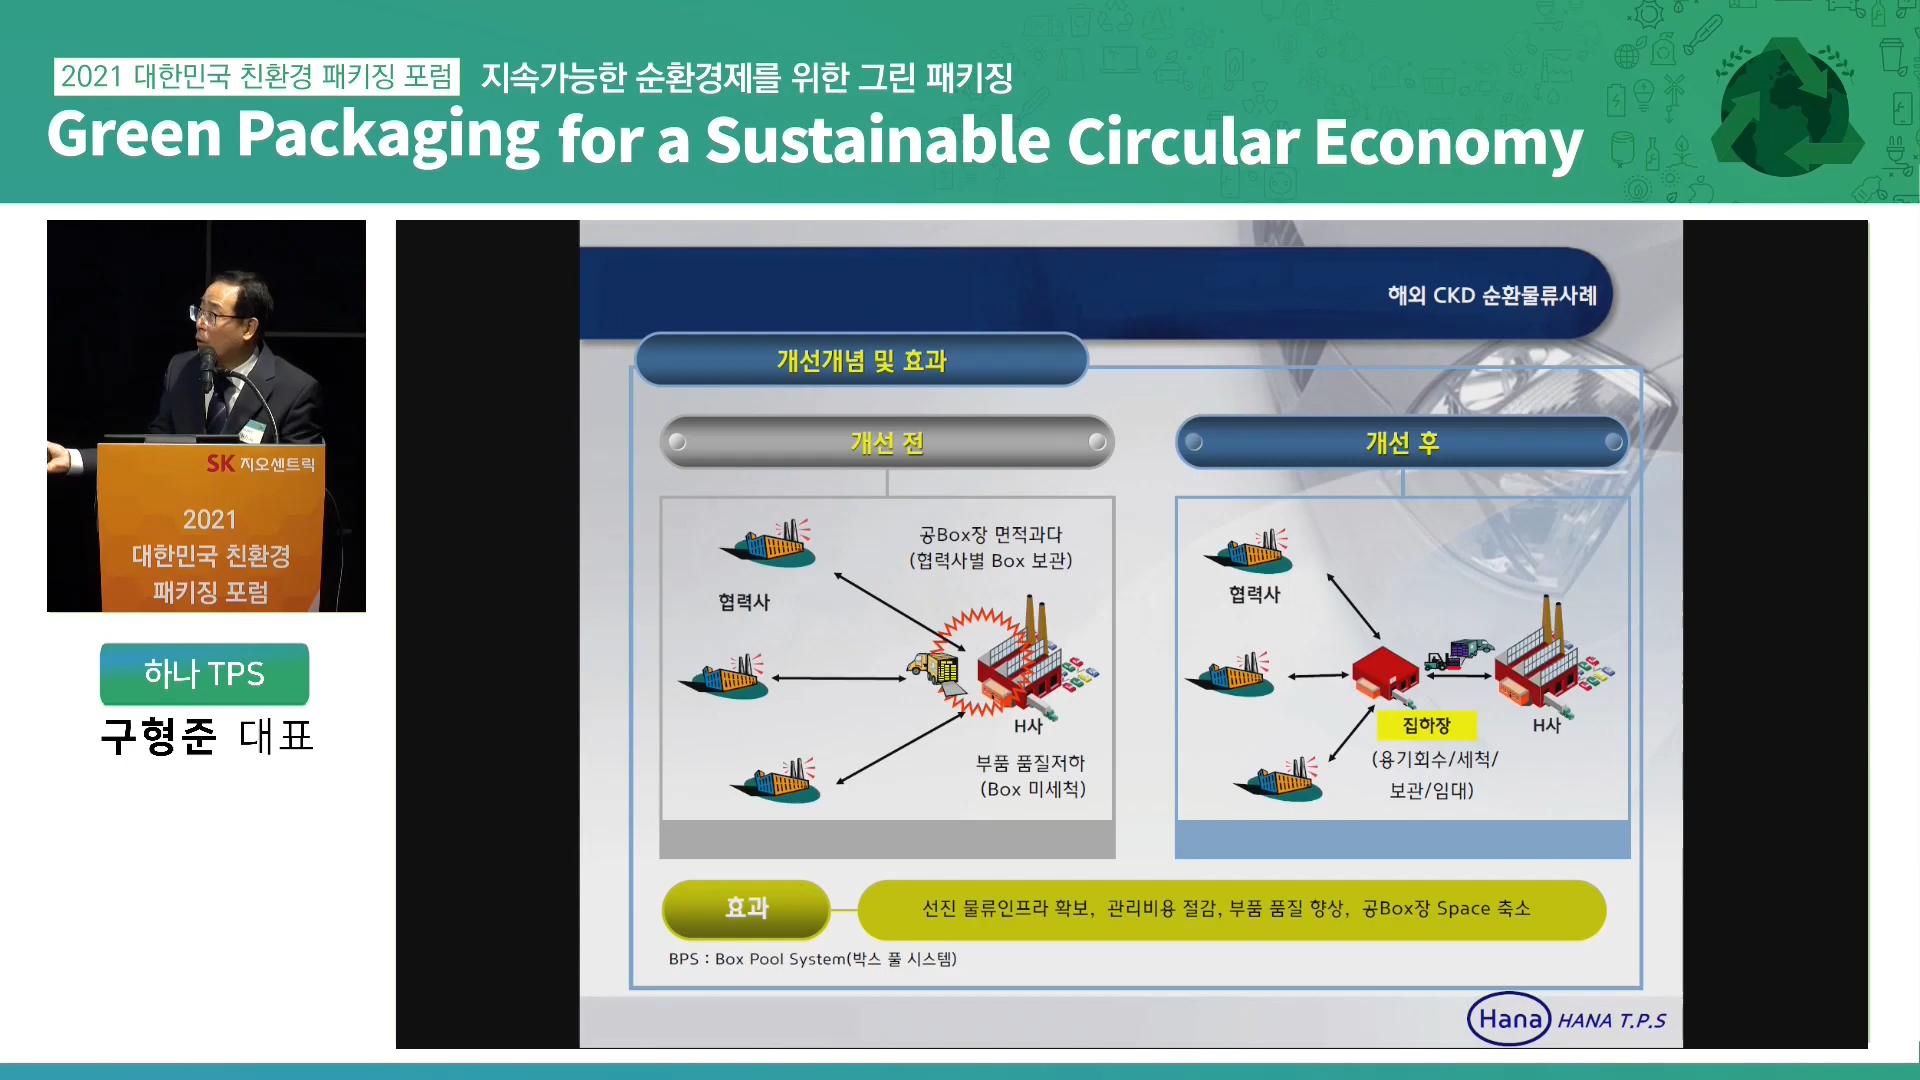 2021 대한민국 친환경 패키징 포럼 지속가능한 순환경제를 위한 그린 패키징
Green Packaging for a Sustainable Circular Economy
SK 지오센트릭
2021
대한민국 친환경
패키징 포럼
하나 TPS
구형준 대표
해외 CKD 순환물류사례
개선개념 및 효과
개선 전
공Box장 면적과다
(협력사별 Box 보관)
협력사
H사
부품 품질저하
(Box 미세척)
개선 후
협력사
집하장
H사
(용기회수/세척/
보관/임대)
효과
선진 물류인프라 확보, 관리비용 절감, 부품 품질 향상, 공Box장 Space 축소
BPS : Box Pool System(박스 풀 시스템)
Hana HANA T.P.S